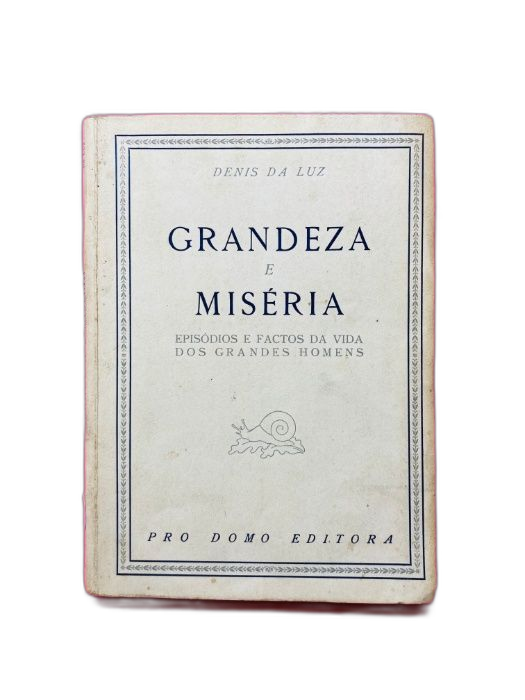 DENIS DA LUZ
GRANDEZA
E
MISÉRIA
EPISÓDIOS E FACTOS DA VIDA
DOS GRANDES HOMENS
PRO DOMO EDITORA